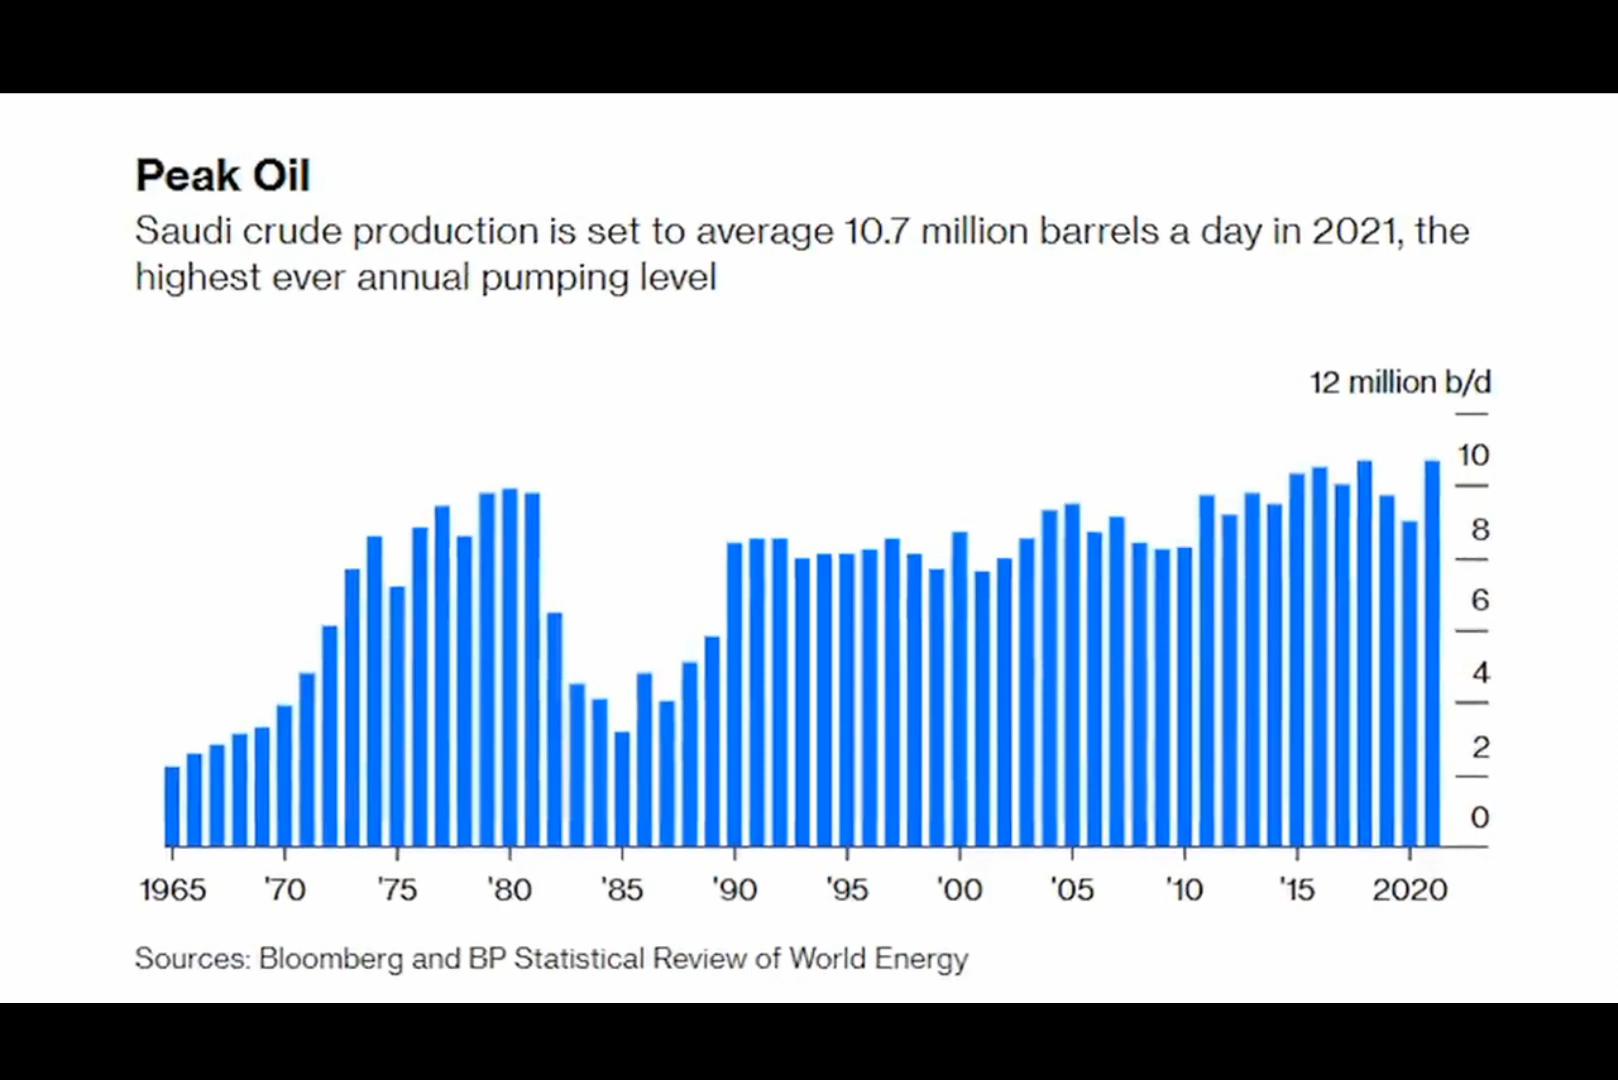 Peak Oil
Saudi crude production is set to average 10.7 million barrels a day in 2021, the
highest ever annual pumping level
12 million b/d
10
8
6
4
2
0
1965 '70 '75 '80 '85 '90 '95 '00 '05 '10 '15 2020
Sources: Bloomberg and BP Statistical Review of World Energy